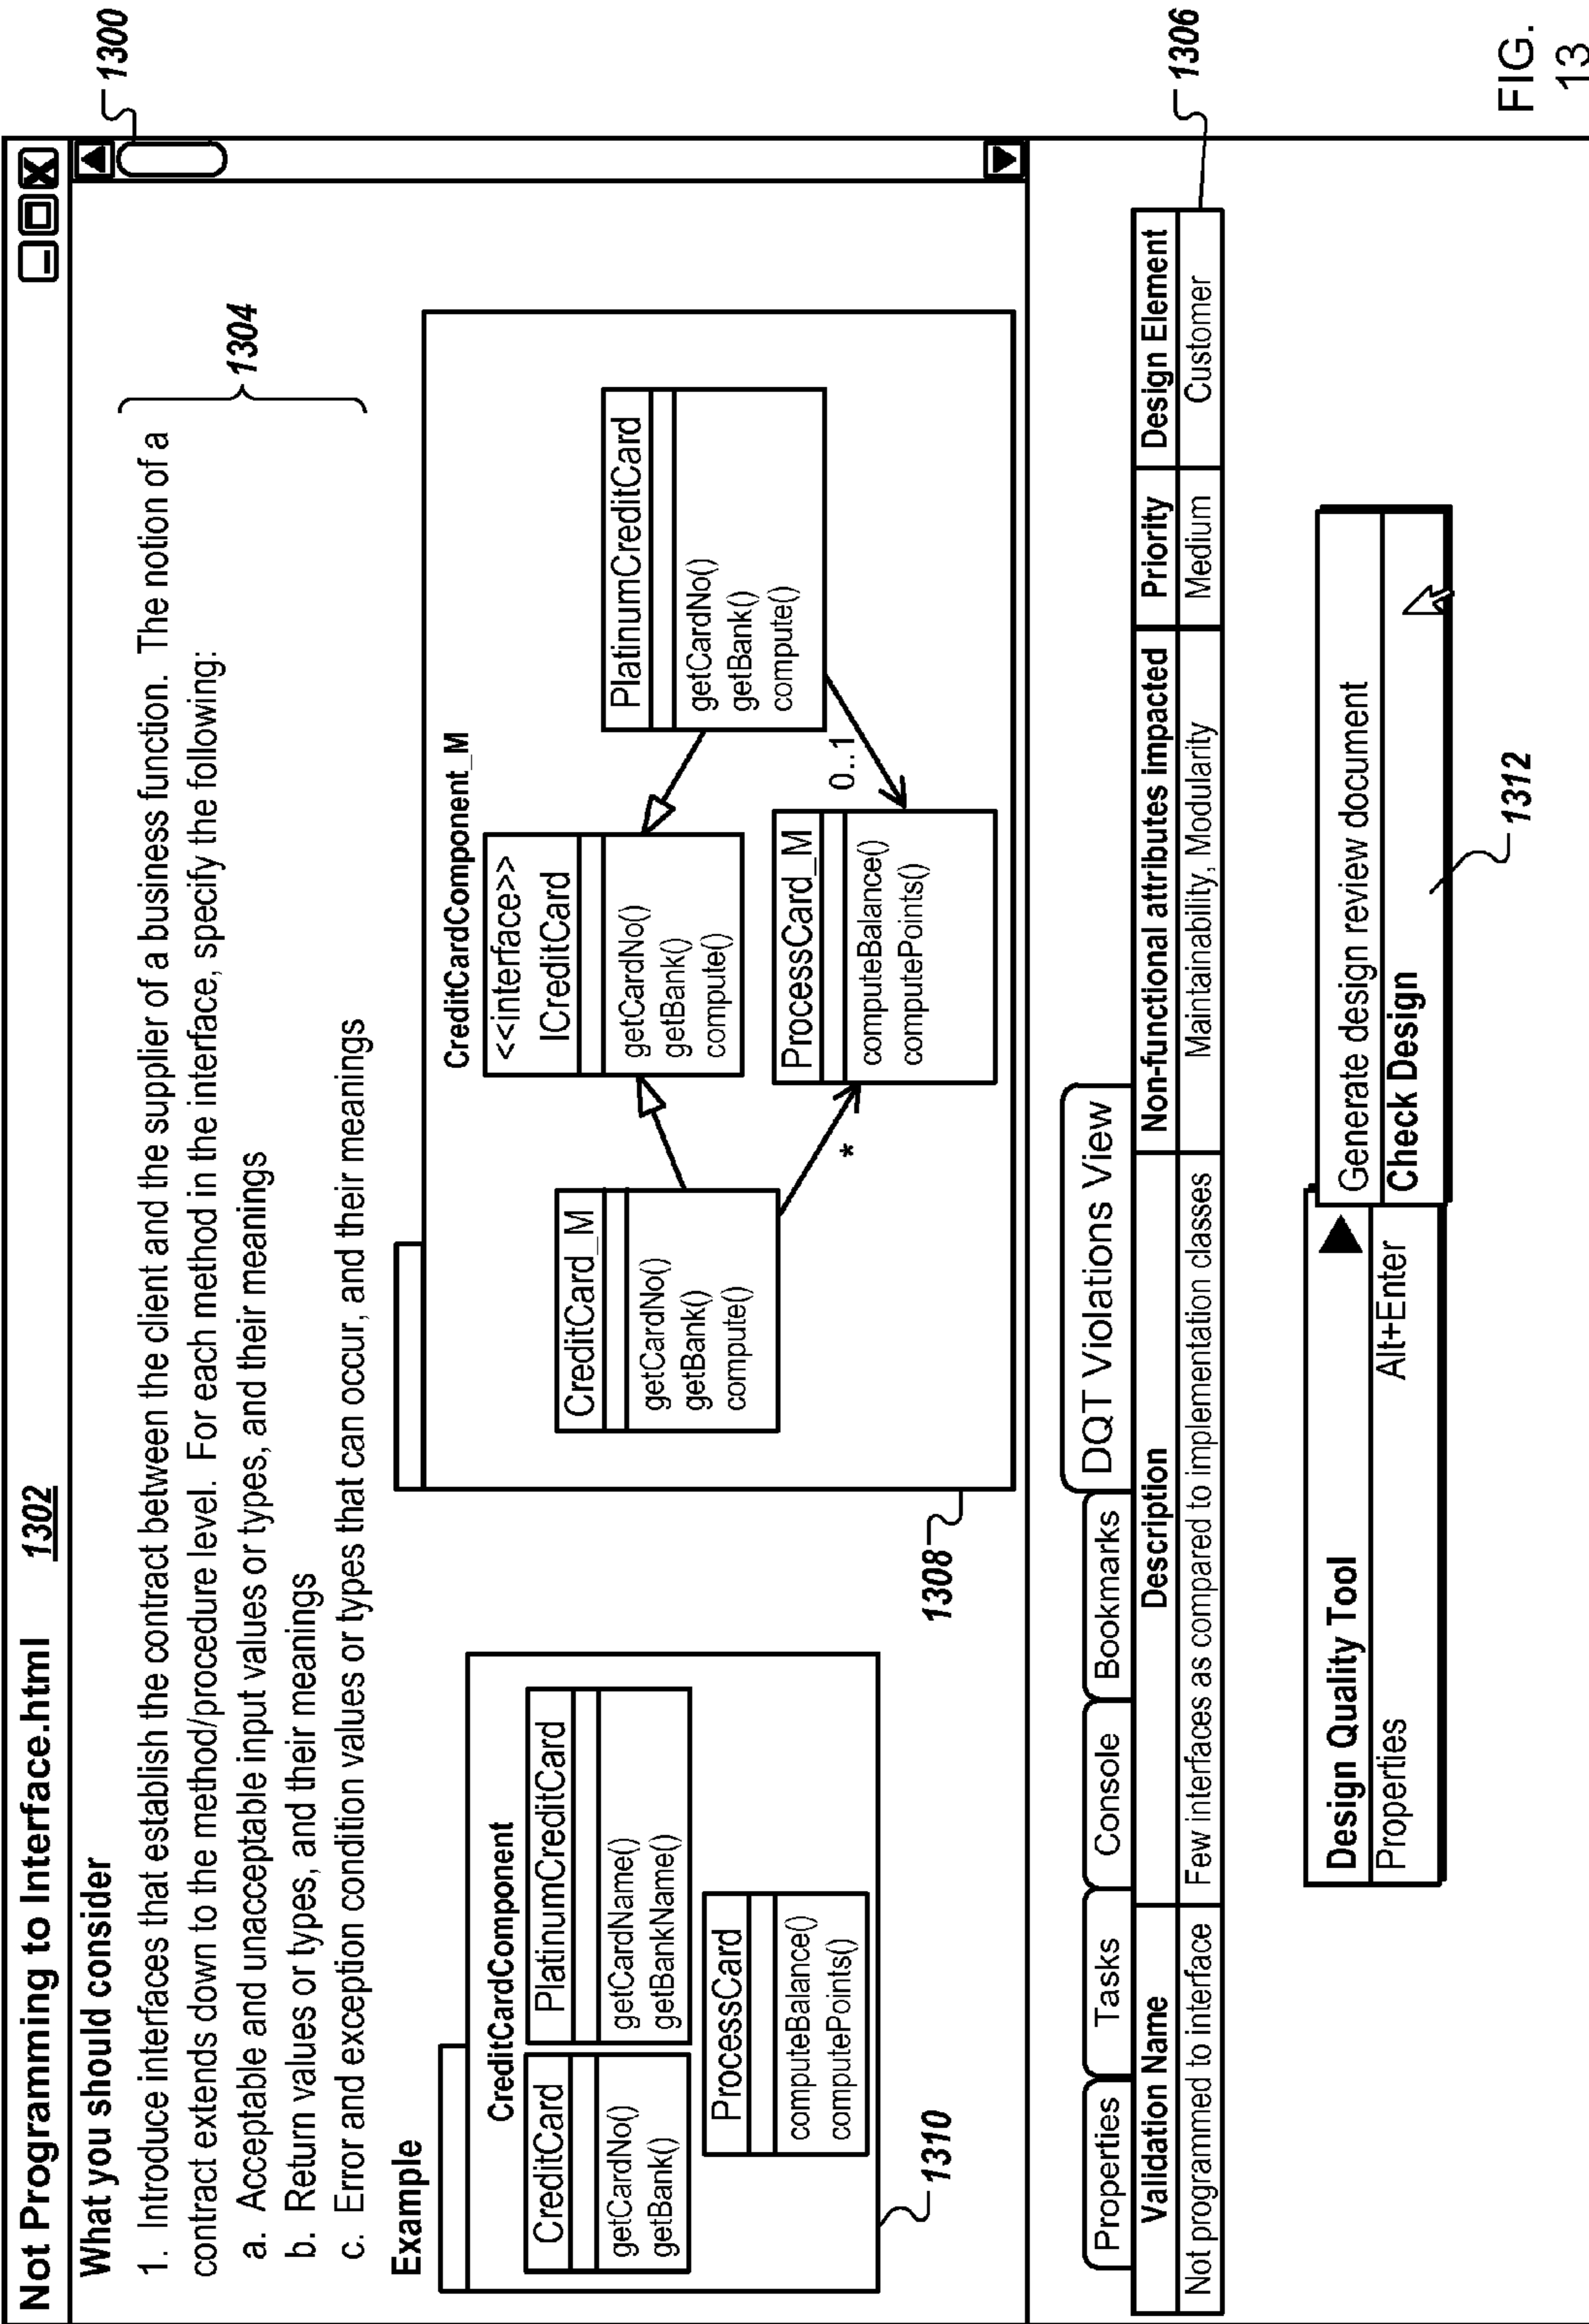 Not Programming to Interface.html 1302
1300
What you should consider
1. Introduce interfaces that establish the contract between the client and the supplier of a business function. The notion of a
contract extends down to the method/procedure level. For each method in the interface, specify the following:
a. Acceptable and unacceptable input values or types, and their meanings
b. Return values or types, and their meanings
c. Error and exception condition values or types that can occur, and their meanings
1304
Example
CreditCardComponent
CreditCard
getCardNo()
getBank()
PlatinumCreditCard
getCardName()
getBankName()
ProcessCard
computeBalance()
computePoints()
1310
1308
CreditCardComponent_M
CreditCard_M
getCardNo()
getBank()
compute()
<<interface>>
ICreditCard
getCardNo()
getBank()
compute()
PlatinumCreditCard
getCardNo()
getBank()
compute()
*
0..1
ProcessCard_M
computeBalance()
computePoints()
Properties Tasks Console Bookmarks DQT Violations View
Validation Name Description Non-functional attributes impacted Priority Design Element
Not programmed to interface Few interfaces as compared to implementation classes Maintainability, Modularity Medium Customer
1306
Design Quality Tool
Properties Alt+Enter
Generate design review document
Check Design
1312
FIG.
13